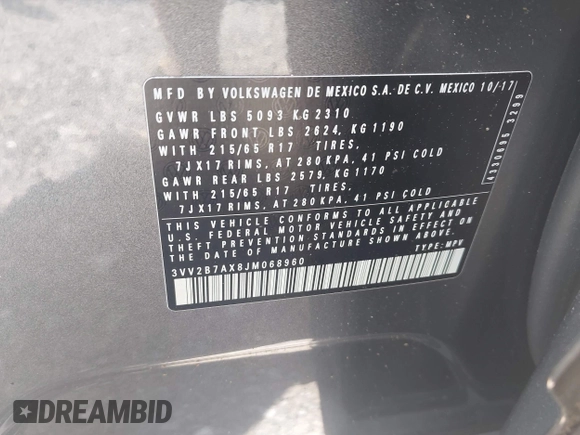 MFD BY VOLKSWAGEN DE MEXICO S.A. DE C.V. MEXICO 10/17
GVWR LBS 5093 KG 2310
GAWR FRONT LBS 2624, KG 1190
WITH 215/65 R17 TIRES,
7JX17 RIMS, AT 280 KPA, 41 PSI COLD
GAWR REAR LBS 2579, KG 1170
WITH 215/65 R17 TIRES,
7JX17 RIMS, AT 280 KPA, 41 PSI COLD
THIS VEHICLE CONFORMS TO ALL APPLICABLE
U.S. FEDERAL MOTOR VEHICLE SAFETY AND
THEFT PREVENTION STANDARDS IN EFFECT ON
THE DATE OF MANUFACTURE SHOWN ABOVE.
TYPE: MPV
3VV2B7AX8JM068960
4330695 3209
DREAMBID